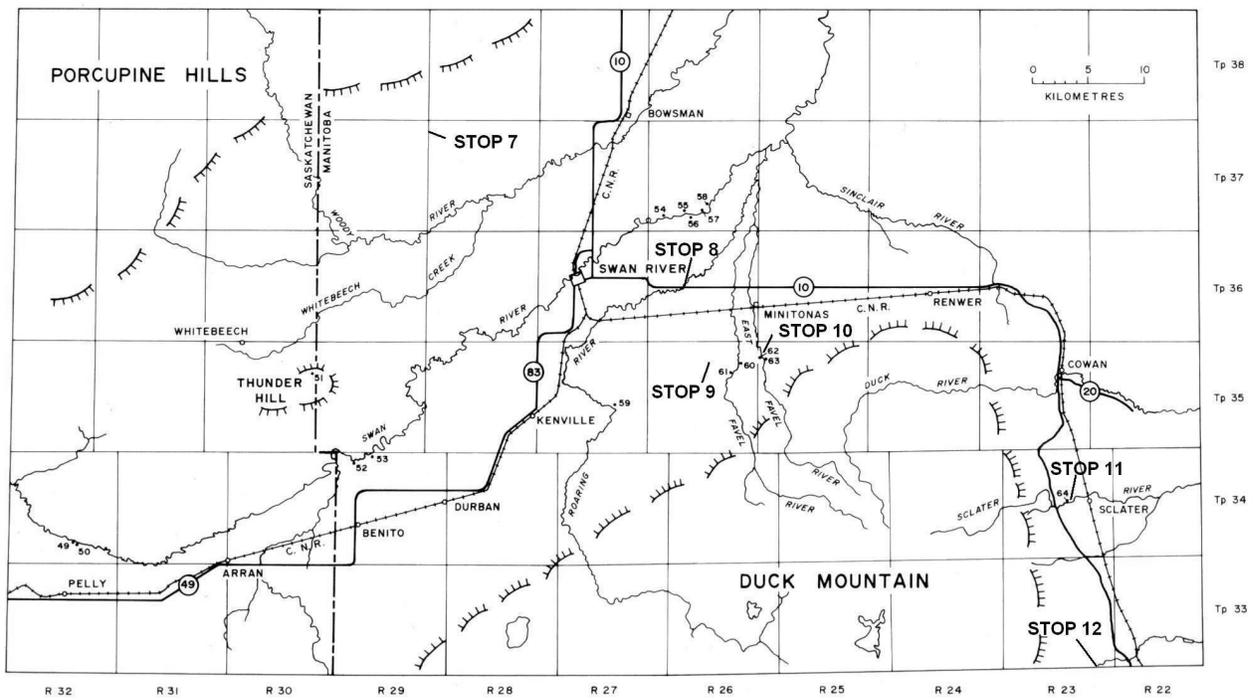 PORCUPINE HILLS
SASKATCHEWAN
MANITOBA
STOP 7
10
BOWSMAN
0 5 10
KILOMETRES
Tp 38
Tp 37
Tp 36
Tp 35
Tp 34
Tp 33
WOODY
RIVER
C.N.R.
54 55 58
56 57
SINCLAIR
RIVER
STOP 8
SWAN RIVER
WHITEBEECH
CREEK
WHITEBEECH
RIVER
10
MINITONAS
C.N.R.
RENWER
STOP 10
EAST
62
63
60
61
STOP 9
THUNDER
HILL
51
83
RIVER
KENVILLE
59
FAVEL
FAVEL
DUCK
RIVER
COWAN
20
SWAN
52
53
RIVER
RIVER
STOP 11
64
SCLATER
RIVER
SCLATER
ROARING
DURBAN
BENITO
C.N.R.
49
50
ARRAN
PELLY
49
DUCK MOUNTAIN
STOP 12
R 32 R 31 R 30 R 29 R 28 R 27 R 26 R 25 R 24 R 23 R 22